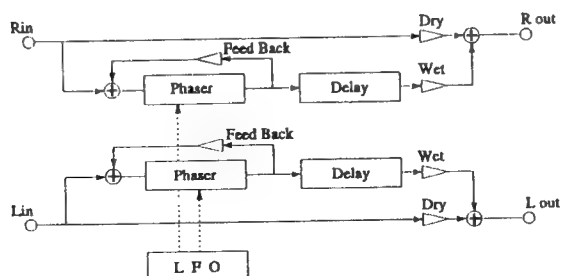 Rin
Dry
R out
Feed Back
Phaser
Delay
Wet
Feed Back
Phaser
Delay
Wet
Lin
Dry
L out
L F O